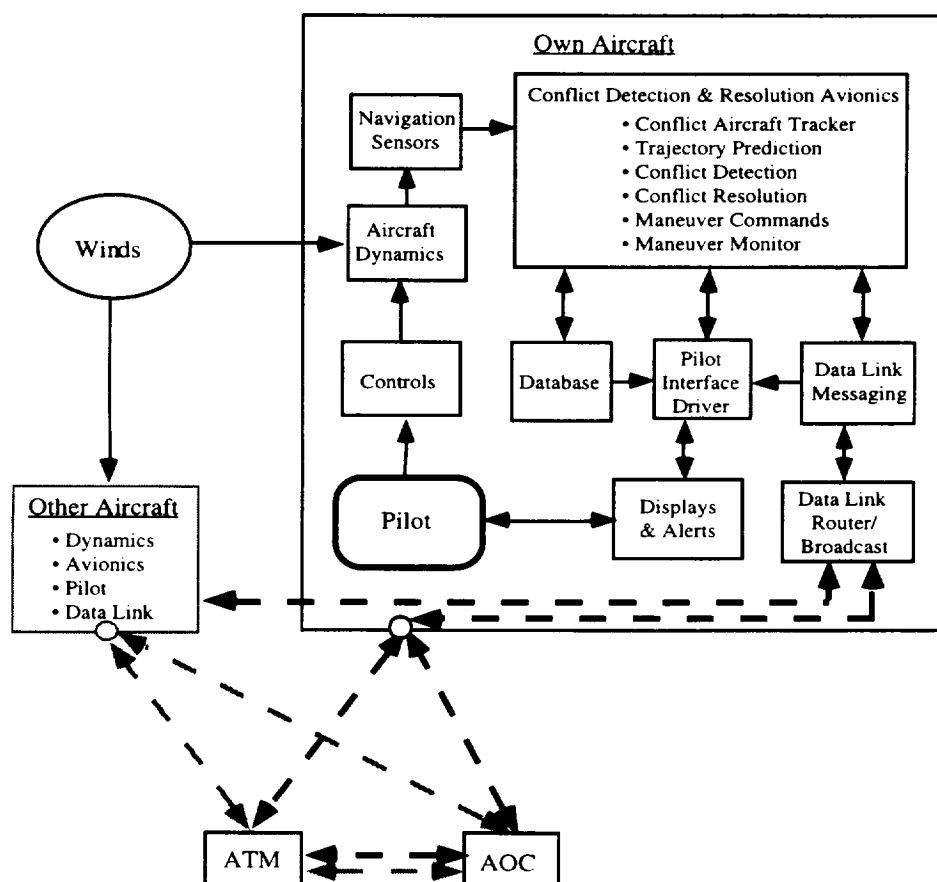 Own Aircraft
Navigation
Sensors
Conflict Detection & Resolution Avionics
• Conflict Aircraft Tracker
• Trajectory Prediction
• Conflict Detection
• Conflict Resolution
• Maneuver Commands
• Maneuver Monitor
Winds
Aircraft
Dynamics
Controls
Database
Pilot
Interface
Driver
Data Link
Messaging
Other Aircraft
• Dynamics
• Avionics
• Pilot
• Data Link
Pilot
Displays
& Alerts
Data Link
Router/
Broadcast
ATM
AOC